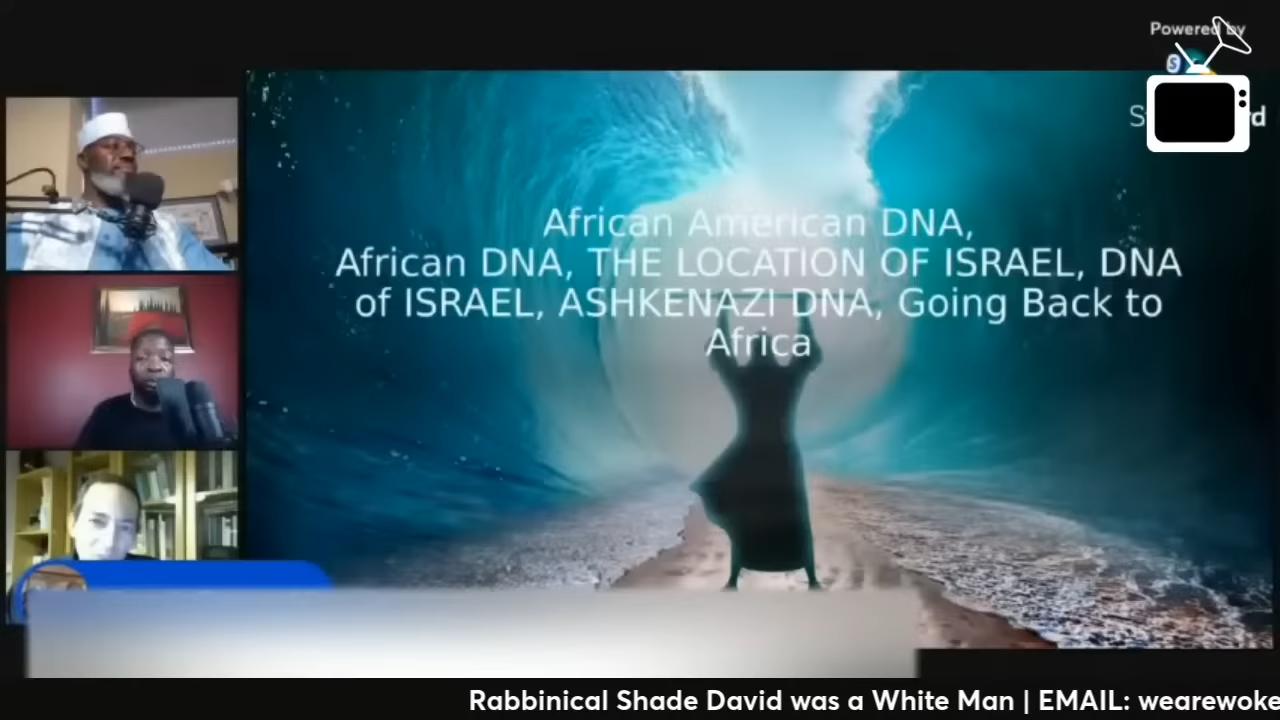 Powered by
S
rd
African American DNA,
African DNA, THE LOCATION OF ISRAEL, DNA
of ISRAEL, ASHKENAZI DNA, Going Back to
Africa
Rabbinical Shade David was a White Man | EMAIL: wearewoke